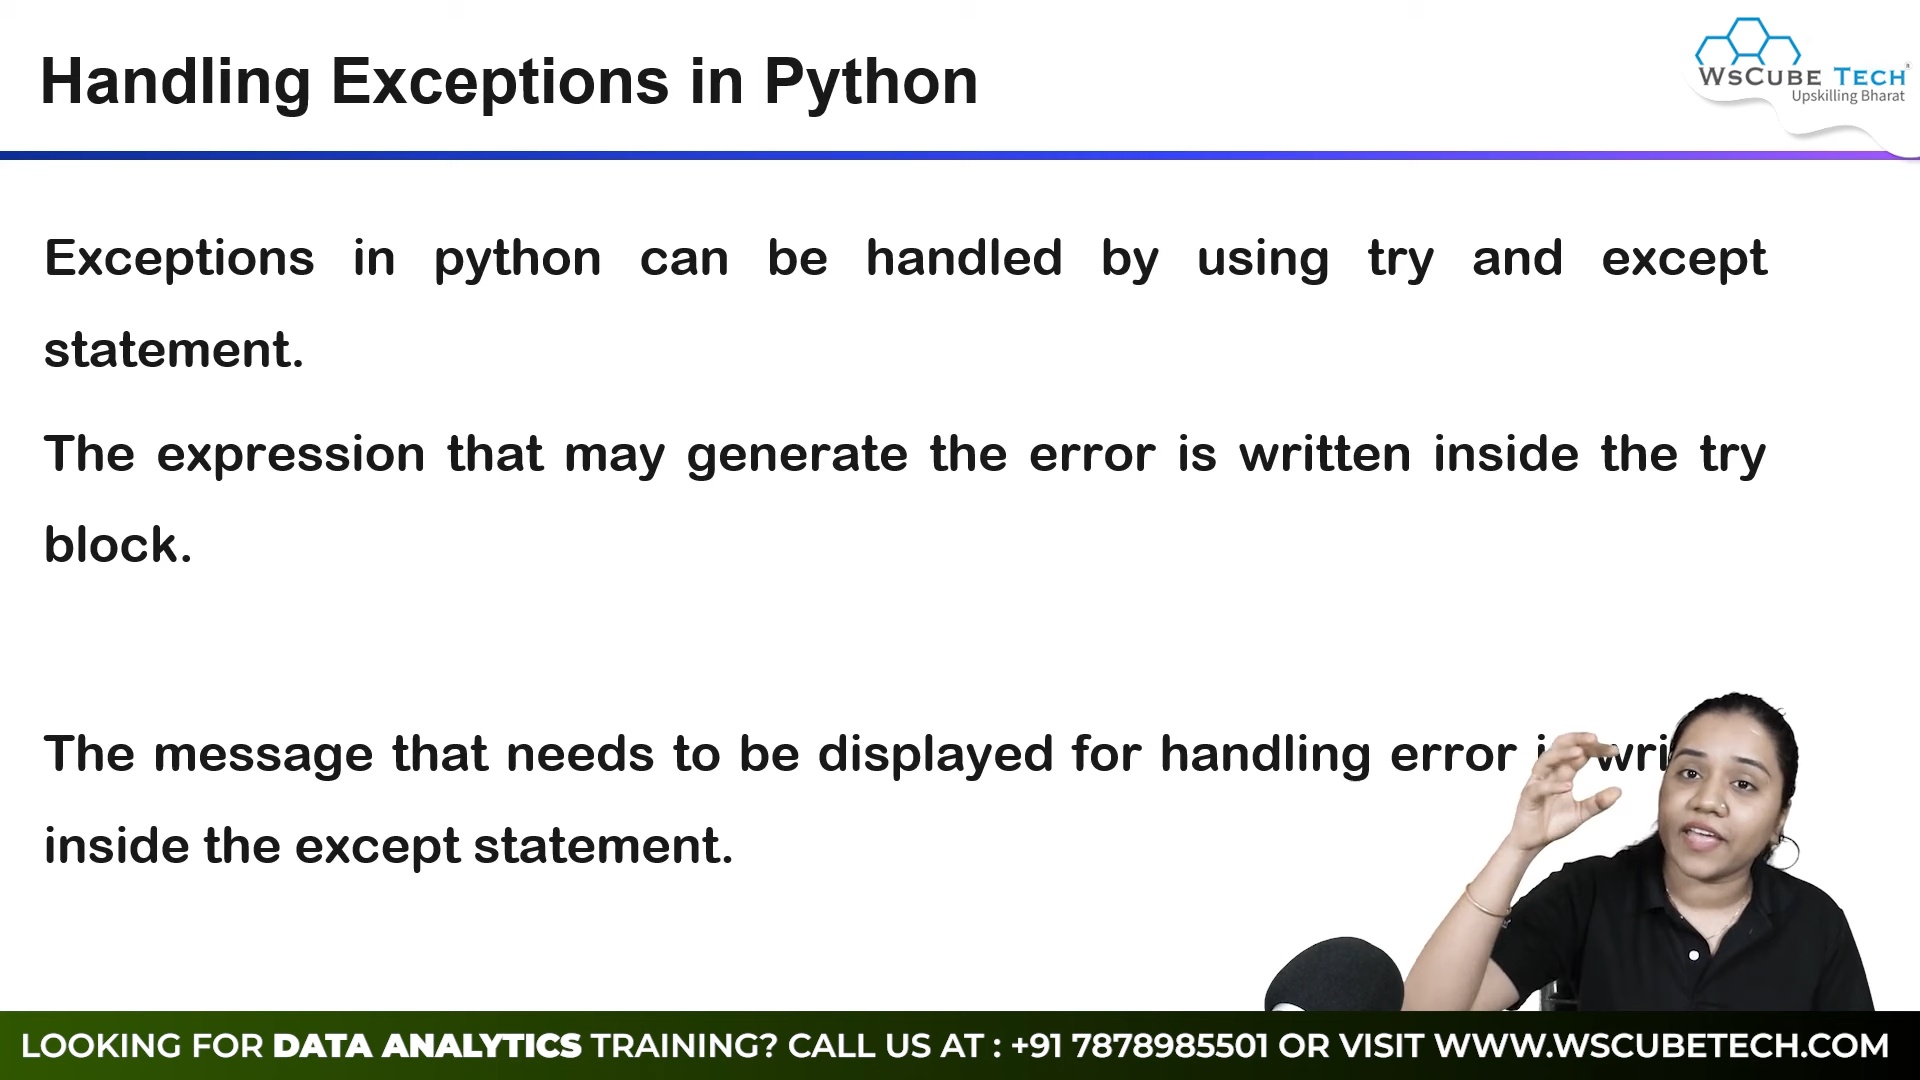 Handling Exceptions in Python
WsCube Tech
Upskilling Bharat
Exceptions in python can be handled by using try and except
statement.
The expression that may generate the error is written inside the try
block.
The message that needs to be displayed for handling error
inside the except statement.
LOOKING FOR DATA ANALYTICS TRAINING? CALL US AT : +91 7878985501 OR VISIT WWW.WSCUBETECH.COM